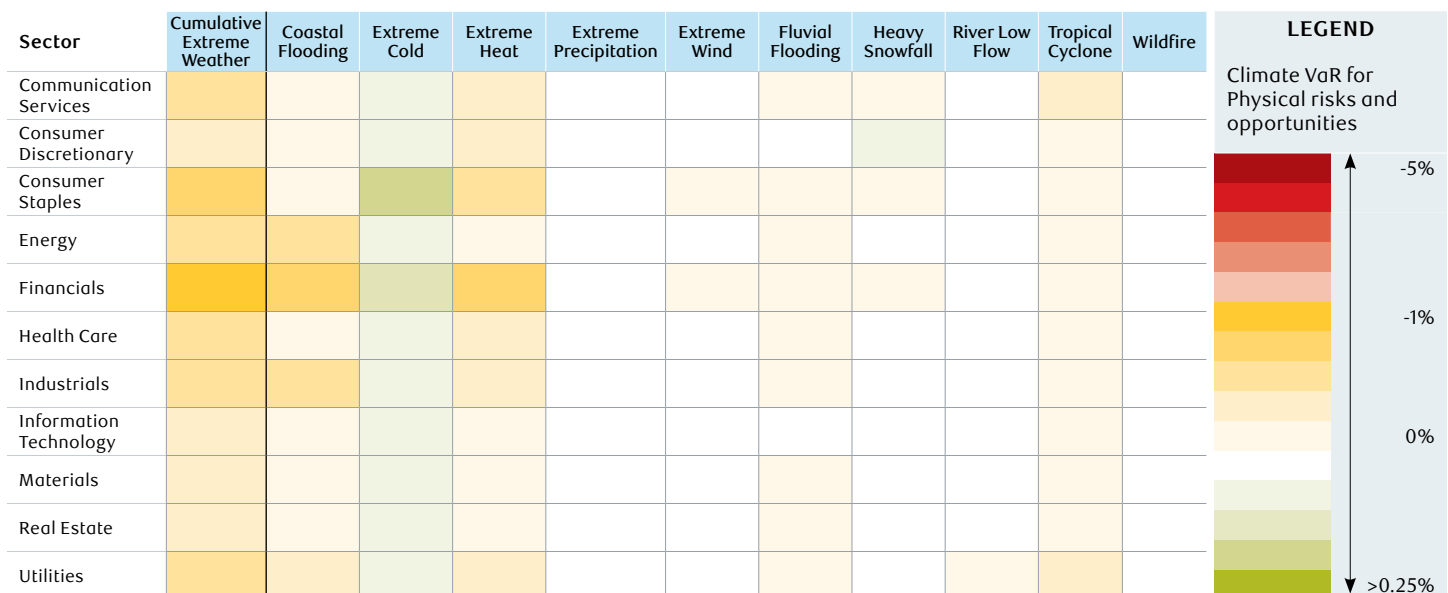 Sector
Cumulative
Extreme
Weather
Coastal
Flooding
Extreme
Cold
Extreme
Heat
Extreme
Precipitation
Extreme
Wind
Fluvial
Flooding
Heavy
Snowfall
River Low
Flow
Tropical
Cyclone
Wildfire
Communication
Services
Consumer
Discretionary
Consumer
Staples
Energy
Financials
Health Care
Industrials
Information
Technology
Materials
Real Estate
Utilities
LEGEND
Climate VaR for
Physical risks and
opportunities
-5%
-1%
0%
>0.25%